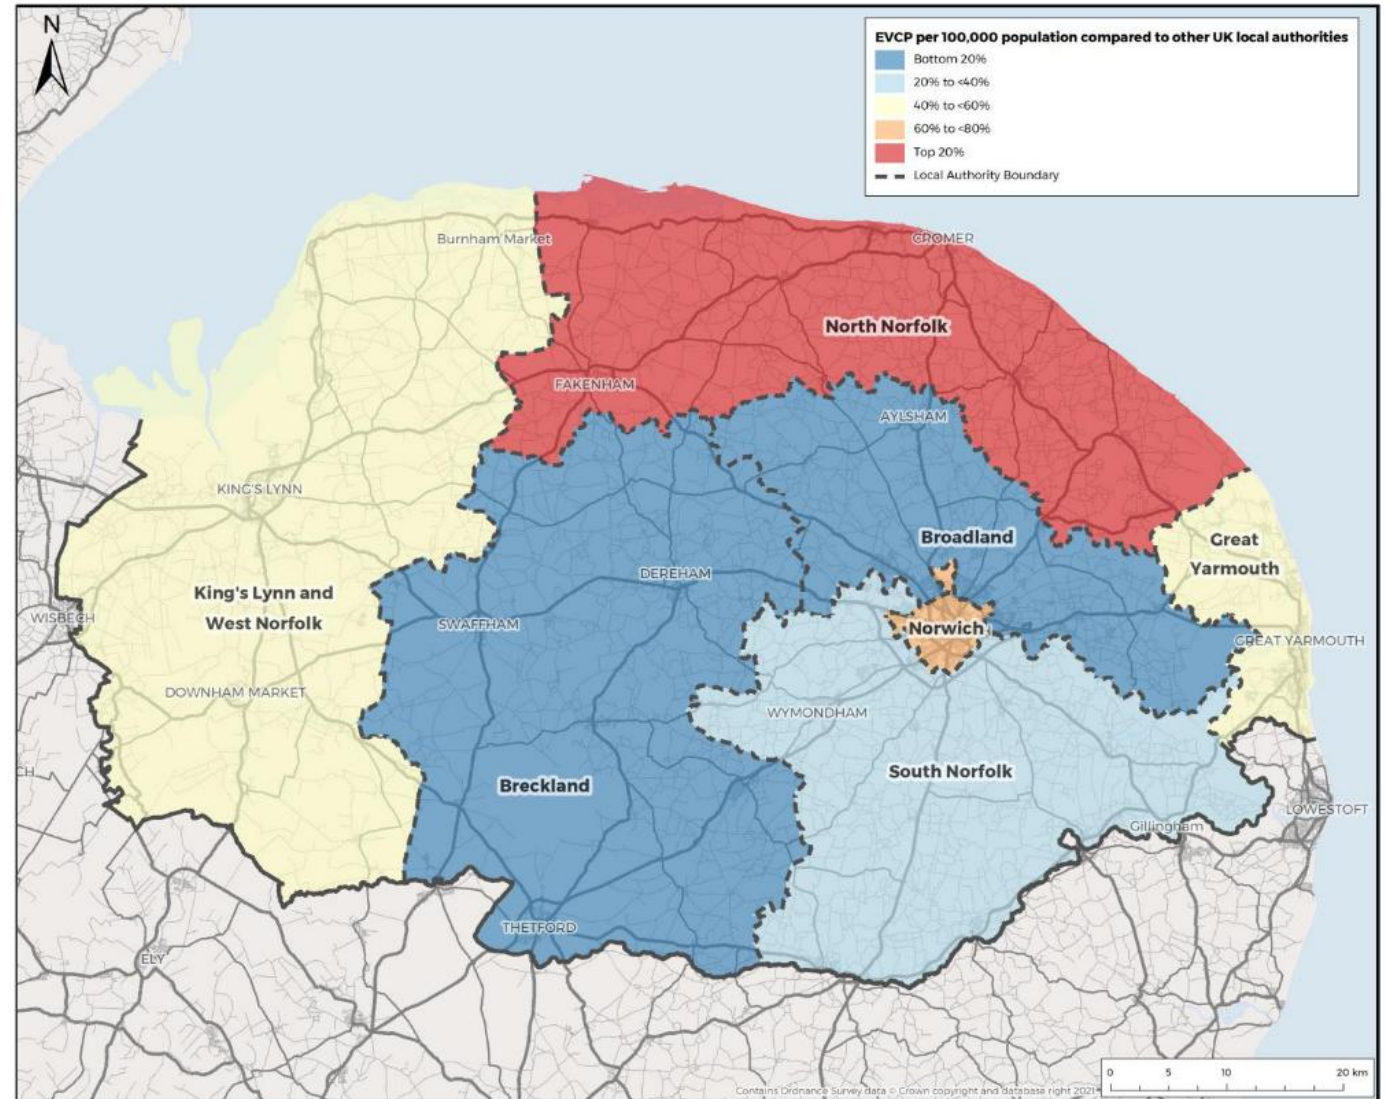 N
EVCP per 100,000 population compared to other UK local authorities
Bottom 20%
20% to <40%
40% to <60%
60% to <80%
Top 20%
Local Authority Boundary
Burnham Market
CROMER
North Norfolk
FAKENHAM
AYLSHAM
KING'S LYNN
Broadland
Great
Yarmouth
DEREHAM
King's Lynn and
West Norfolk
WISBECH
SWAFFHAM
Norwich
GREAT YARMOUTH
DOWNHAM MARKET
WYMONDHAM
CH
South Norfolk
Breckland
LOWESTOFT
Gillingham
THETFORD
ELY
0 5 10 20 km
Contains Ordnance Survey data © Crown copyright and database right 2021